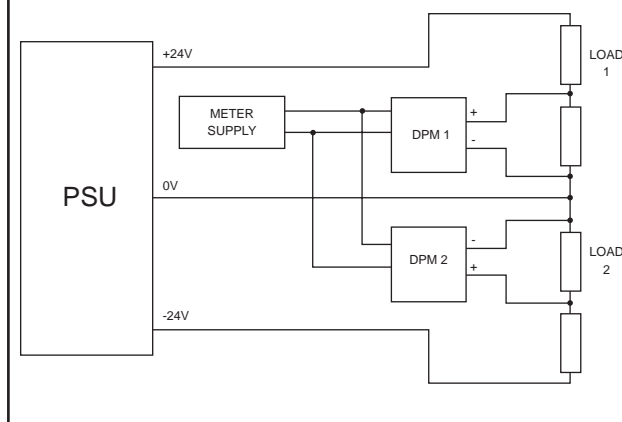 +24V
LOAD
1
METER
SUPPLY
DPM 1
+
-
PSU
0V
DPM 2
-
+
LOAD
2
-24V